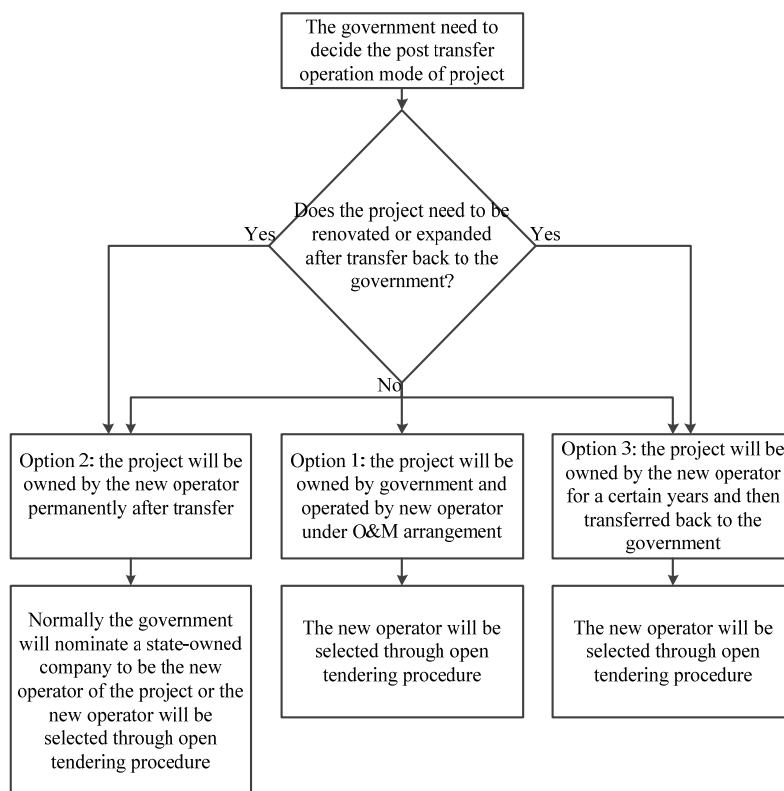 The government need to
decide the post transfer
operation mode of project
Does the project need to be
renovated or expanded
after transfer back to the
government?
Yes
Yes
No
Option 2: the project will be
owned by the new operator
permanently after transfer
Option 1: the project will be
owned by government and
operated by new operator
under O&M arrangement
Option 3: the project will be
owned by the new operator
for a certain years and then
transferred back to the
government
Normally the government
will nominate a state-owned
company to be the new
operator of the project or the
new operator will be
selected through open
tendering procedure
The new operator will be
selected through open
tendering procedure
The new operator will be
selected through open
tendering procedure